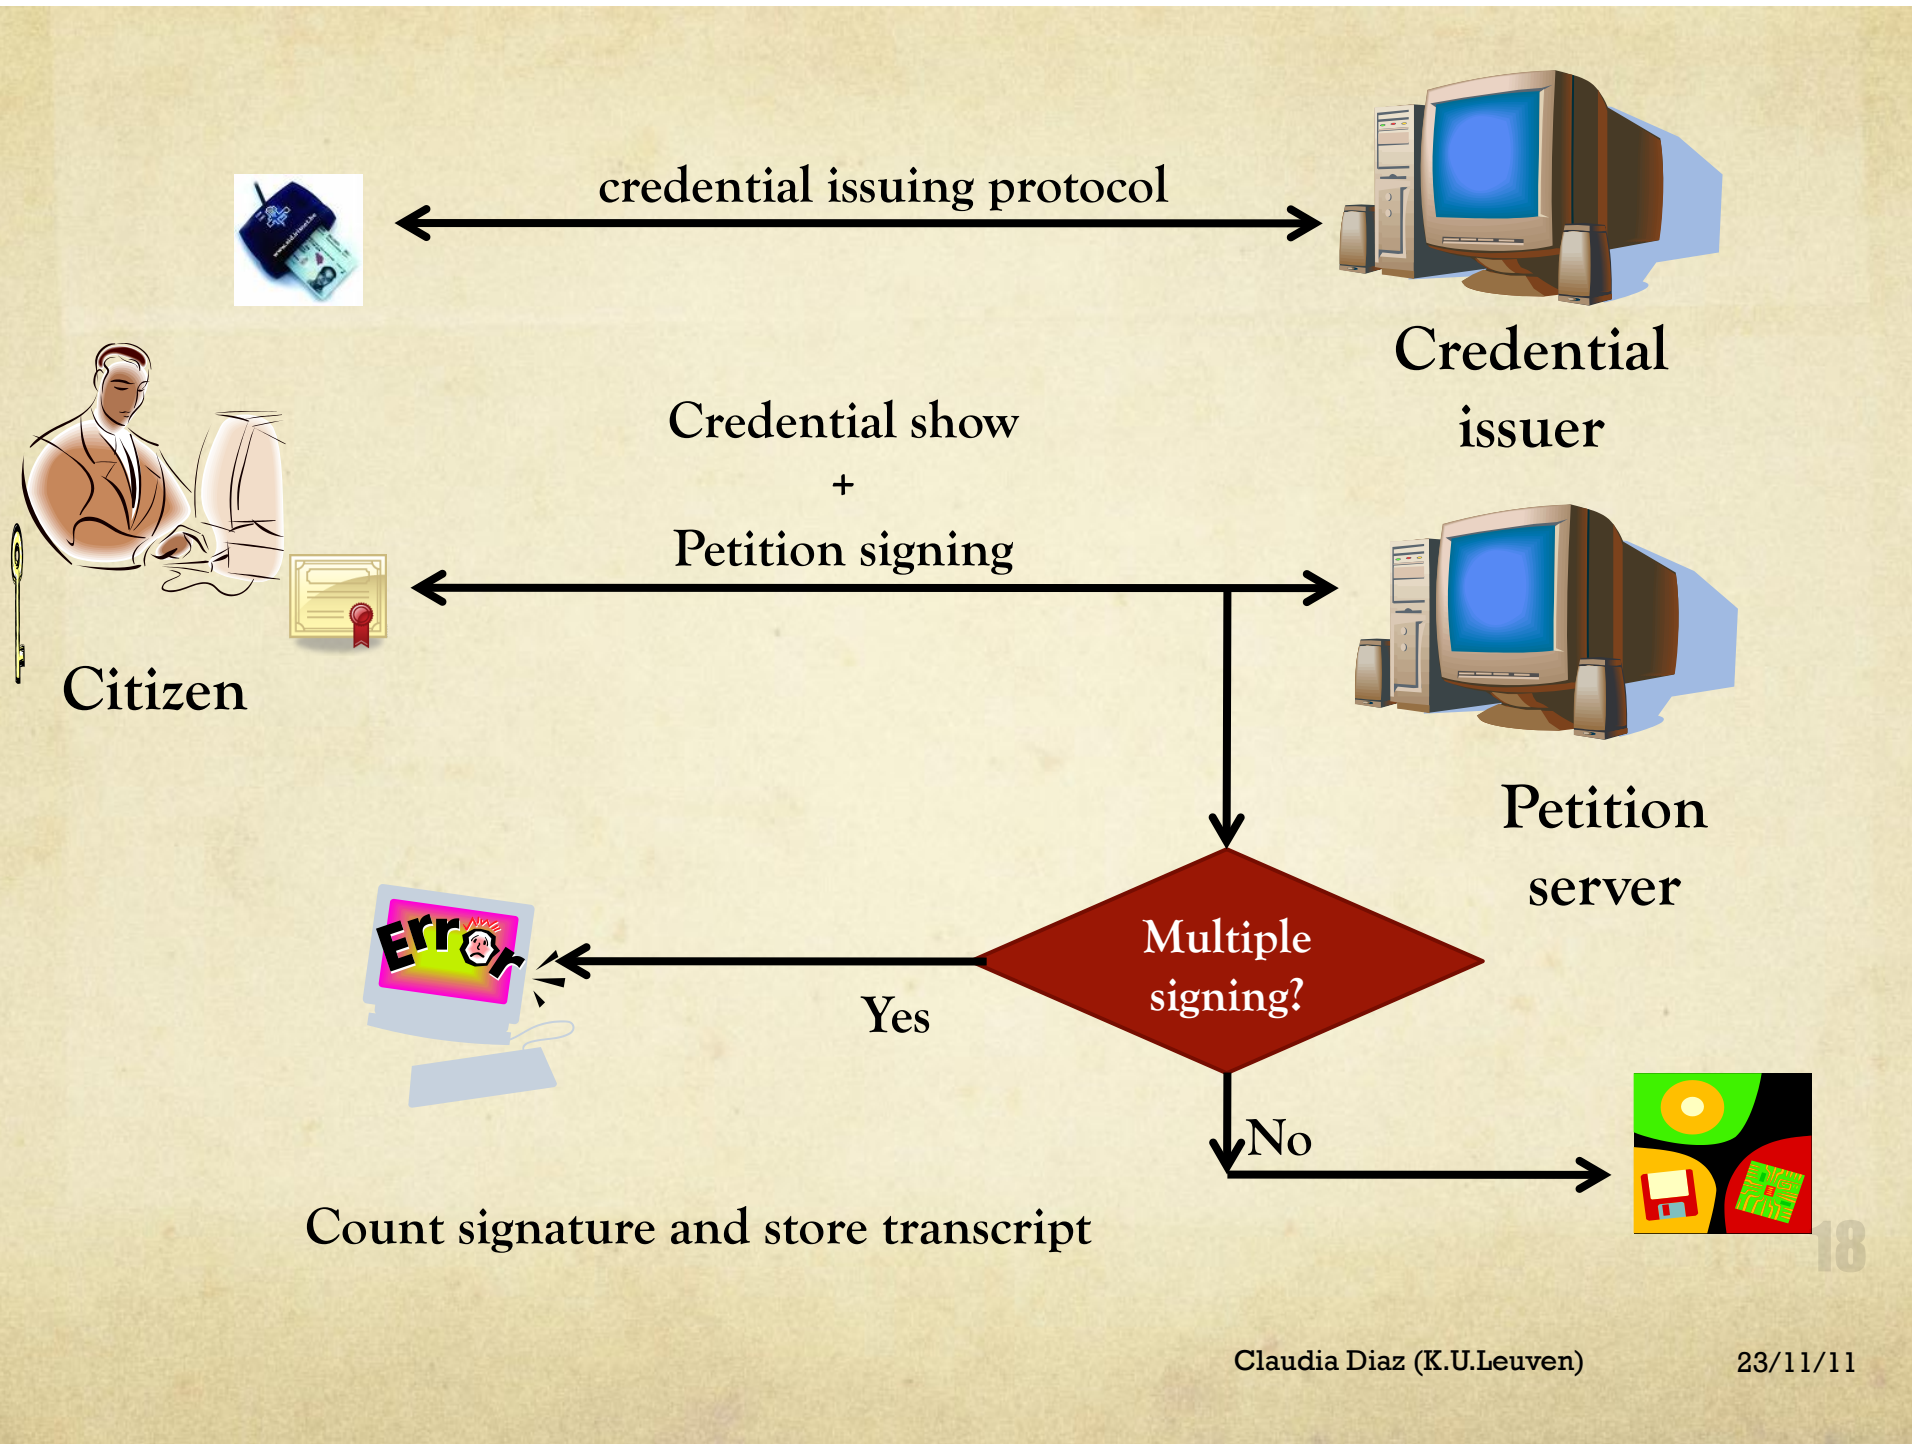 credential issuing protocol
Credential
issuer
Credential show
+
Petition signing
Citizen
Petition
server
Error
Multiple
signing?
Yes
No
Count signature and store transcript
18
Claudia Diaz (K.U.Leuven)
23/11/11